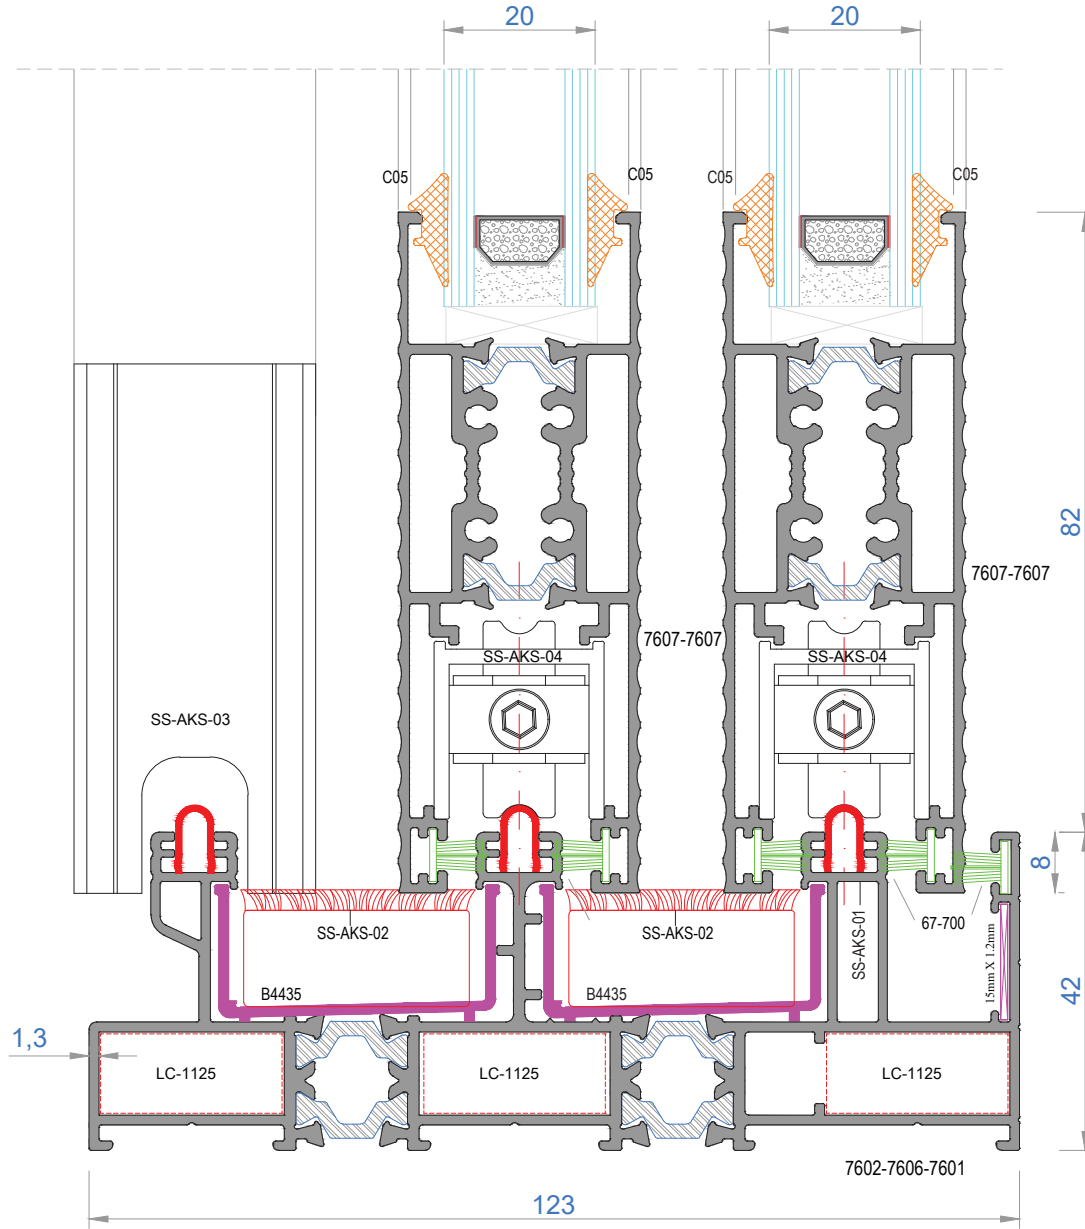 20
20
C05
C05
C05
C05
82
7607-7607
7607-7607
SS-AKS-04
SS-AKS-04
SS-AKS-03
8
67-700
SS-AKS-02
SS-AKS-02
SS-AKS-01
15mm X 1.2mm
42
B4435
B4435
1,3
LC-1125
LC-1125
LC-1125
7602-7606-7601
123